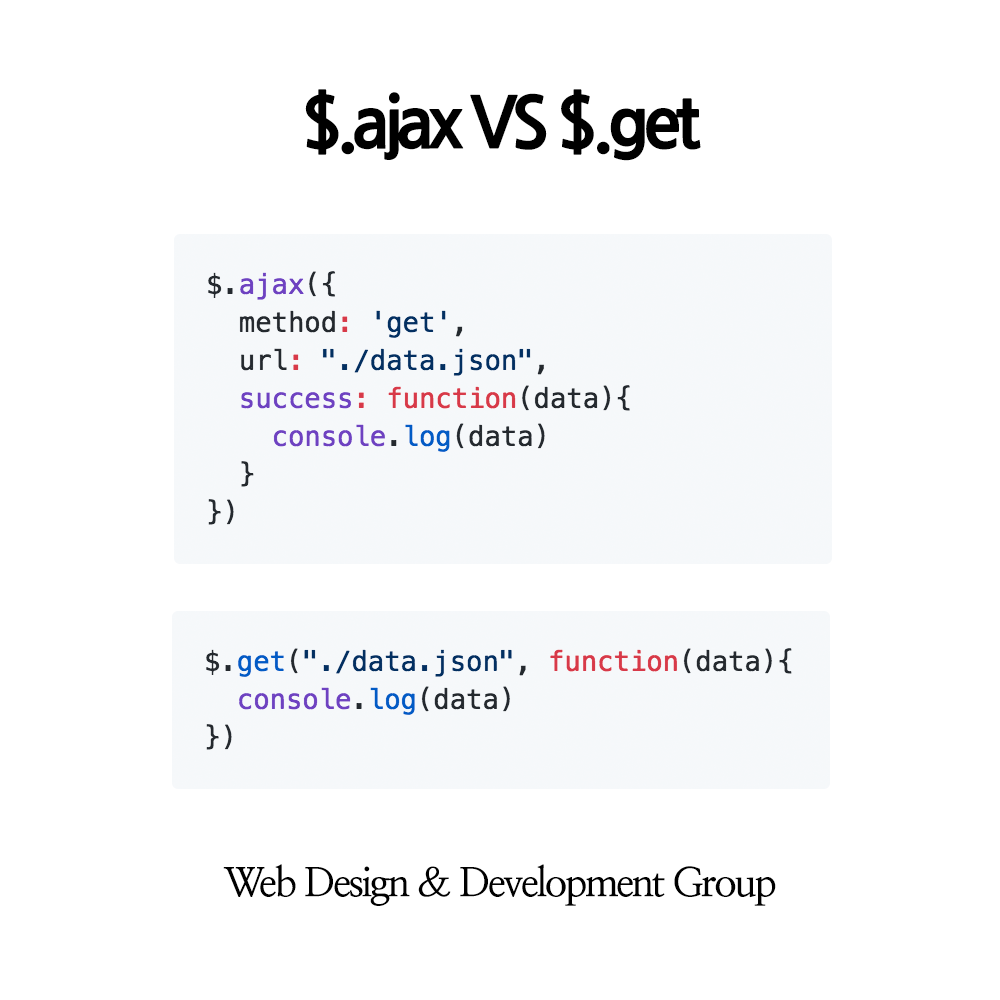 $.ajax VS $.get
$.ajax({
  method: 'get',
  url: "./data.json",
  success: function(data){
    console.log(data)
  }
})
$.get("./data.json", function(data){
  console.log(data)
})
Web Design & Development Group